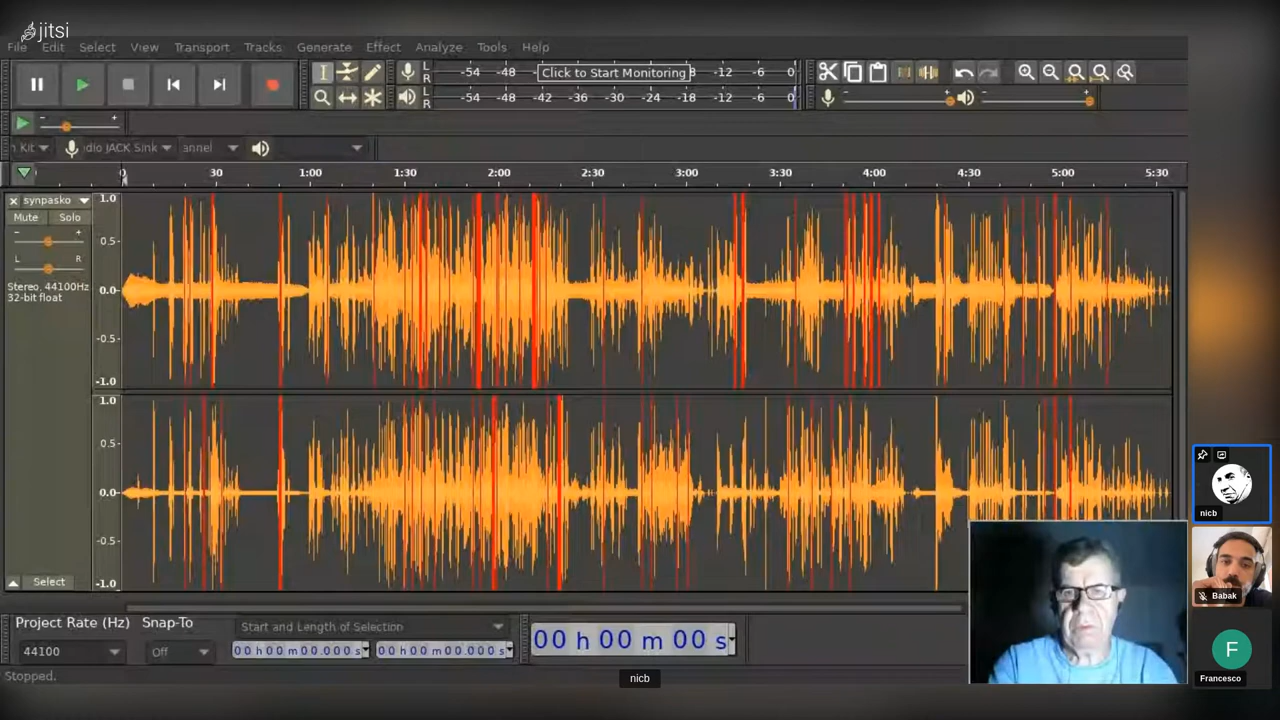 jitsi
File Edit Select View Transport Tracks Generate Effect Analyze Tools Help
L R -54 -48 Click to Start Monitoring -12 -6 0
L R -54 -48 -42 -36 -30 -24 -18 -12 -6 0
- + - +
- +
Kit dio JACK Sink annel
0 30 1:00 1:30 2:00 2:30 3:00 3:30 4:00 4:30 5:00 5:30
synpasko
Mute Solo
- +
L R
Stereo, 44100Hz
32-bit float
1.0
0.5
0.0
-0.5
-1.0
1.0
0.5
0.0
-0.5
-1.0
Select
Project Rate (Hz) Snap-To Start and Length of Selection
44100 Off 00 h 00 m 00.000 s 00 h 00 m 00.000 s 00 h 00 m 00 s
Stopped.
nicb
nicb
Babak
F
Francesco